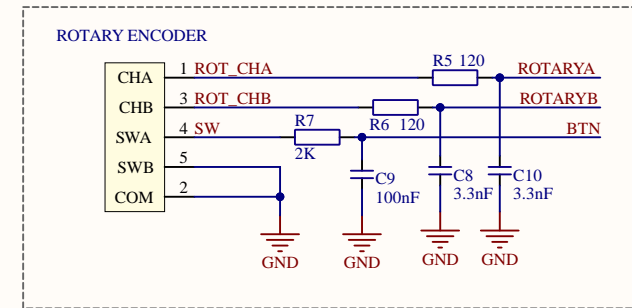 ROTARY ENCODER
R5 120
CHA 1 ROT_CHA ROTARYA
CHB 3 ROT_CHB ROTARYB
R7 R6 120
SWA 4 SW BTN
2K
SWB 5
C9 C8 C10
100nF 3.3nF 3.3nF
COM 2
GND GND GND GND